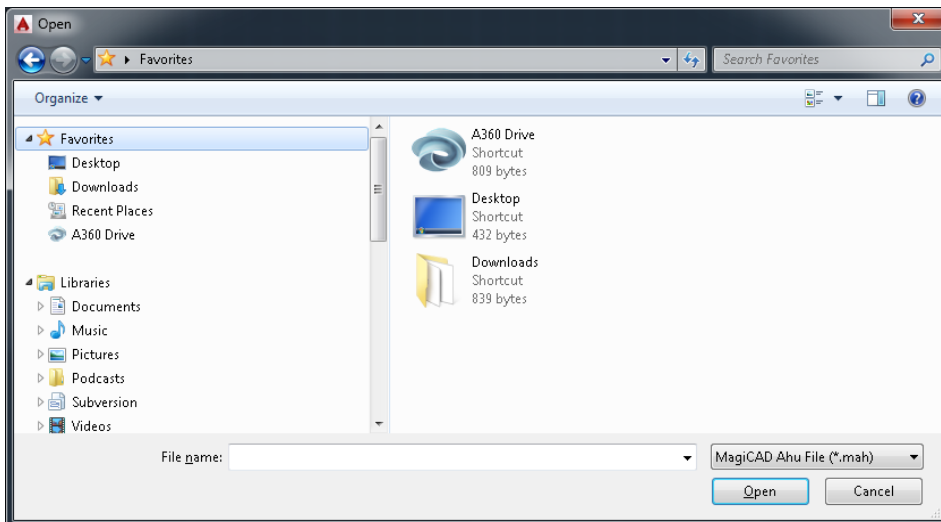 Open
Favorites
Search Favorites
Organize
Favorites
Desktop
Downloads
Recent Places
A360 Drive
Libraries
Documents
Music
Pictures
Podcasts
Subversion
Videos
A360 Drive
Shortcut
809 bytes
Desktop
Shortcut
432 bytes
Downloads
Shortcut
839 bytes
File name:
MagiCAD Ahu File (*.mah)
Open
Cancel